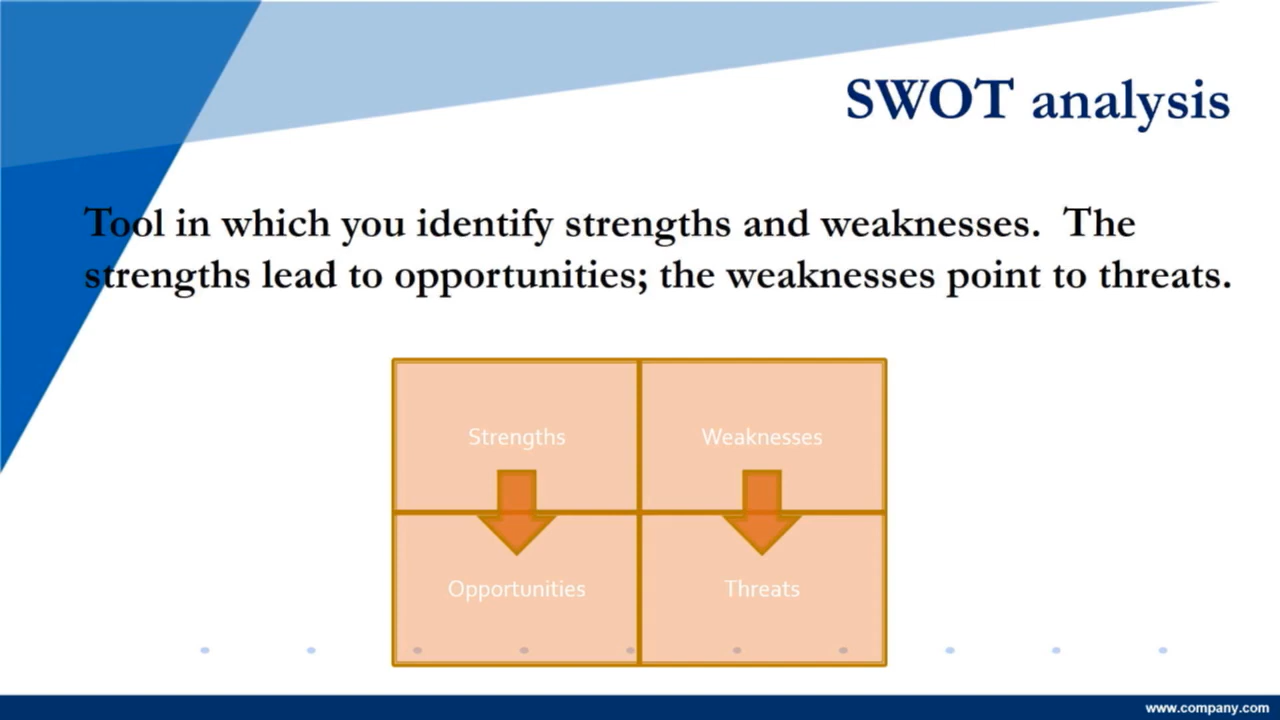 SWOT analysis
Tool in which you identify strengths and weaknesses.  The
strengths lead to opportunities; the weaknesses point to threats.
Strengths
Weaknesses
Opportunities
Threats
www.company.com